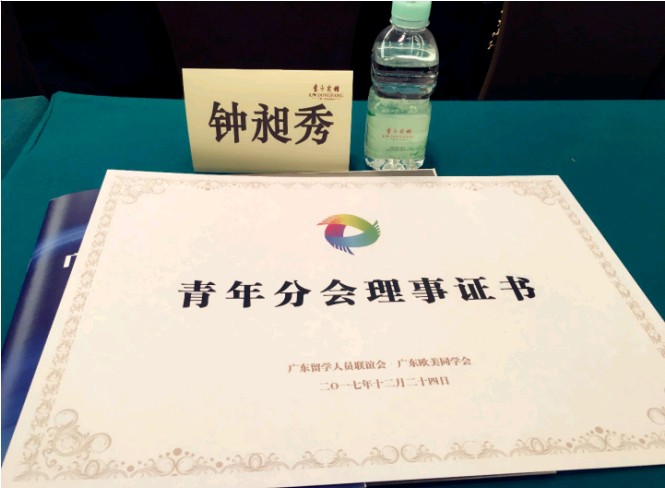 钟昶秀
青年分会理事证书
广东留学人员联谊会 广东欧美同学会
二〇一七年十二月二十四日